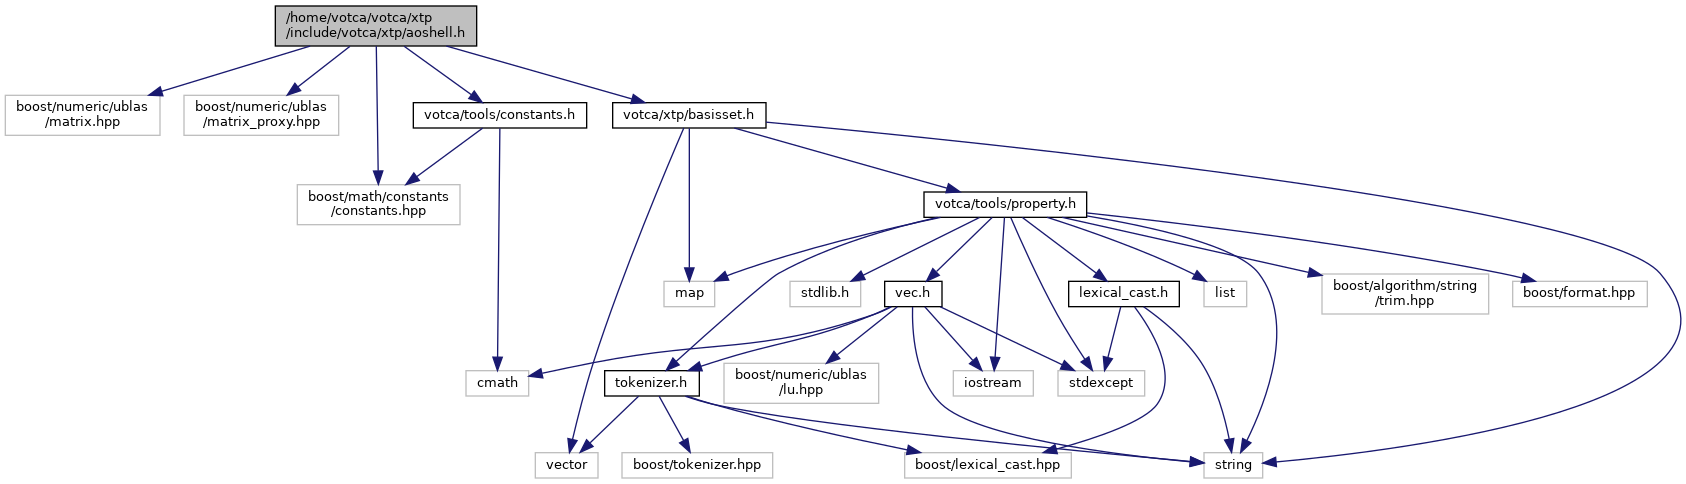 /home/votca/votca/xtp
/include/votca/xtp/aoshell.h
boost/numeric/ublas
/matrix.hpp
boost/numeric/ublas
/matrix_proxy.hpp
votca/tools/constants.h
votca/xtp/basisset.h
boost/math/constants
/constants.hpp
votca/tools/property.h
map
stdlib.h
vec.h
lexical_cast.h
list
boost/algorithm/string
/trim.hpp
boost/format.hpp
cmath
tokenizer.h
boost/numeric/ublas
/lu.hpp
iostream
stdexcept
vector
boost/tokenizer.hpp
boost/lexical_cast.hpp
string